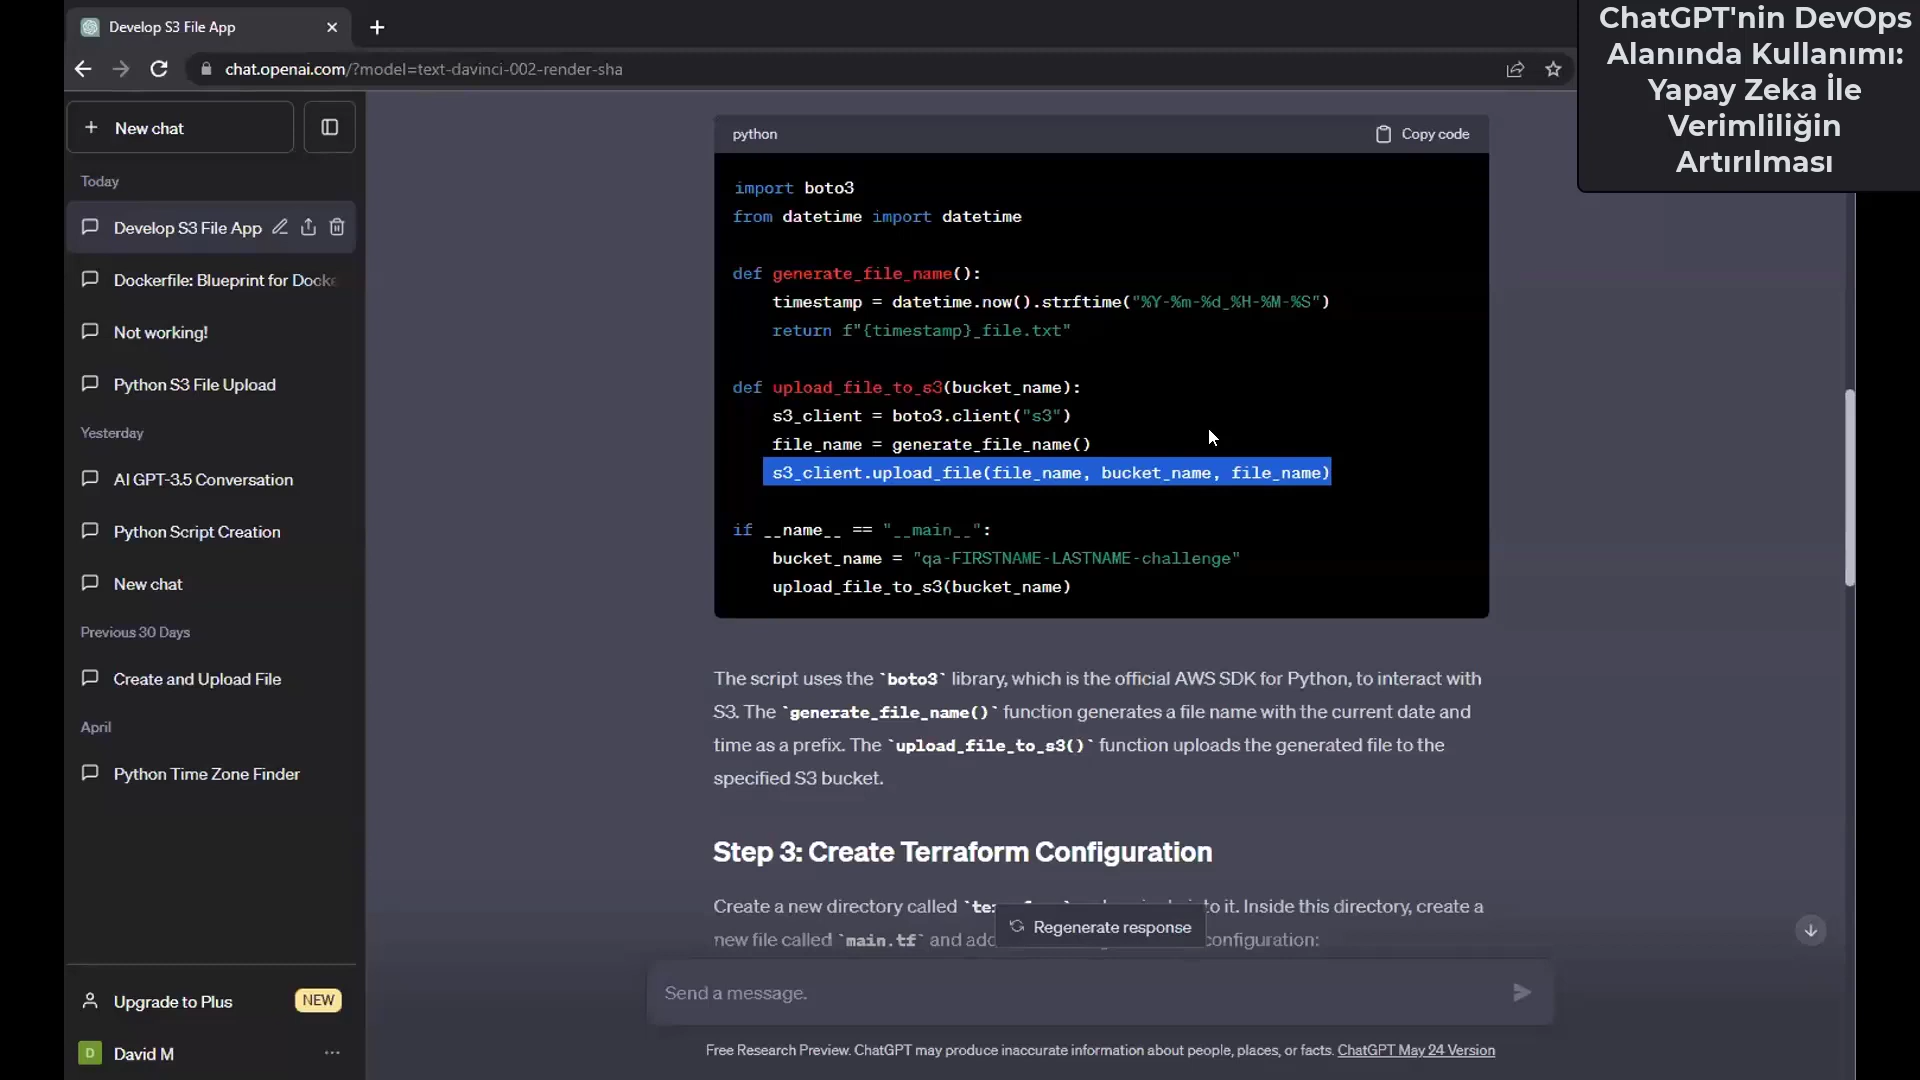 Develop S3 File App
chat.openai.com/?model=text-davinci-002-render-sha
ChatGPT'nin DevOps
Alanında Kullanımı:
Yapay Zeka İle
Verimliliğin
Artırılması
New chat
Today
Develop S3 File App
Dockerfile: Blueprint for Docke
Not working!
Python S3 File Upload
Yesterday
AI GPT-3.5 Conversation
Python Script Creation
New chat
Previous 30 Days
Create and Upload File
April
Python Time Zone Finder
Upgrade to Plus NEW
D David M
python Copy code
import boto3
from datetime import datetime
def generate_file_name():
timestamp = datetime.now().strftime("%Y-%m-%d_%H-%M-%S")
return f"{timestamp}_file.txt"
def upload_file_to_s3(bucket_name):
s3_client = boto3.client("s3")
file_name = generate_file_name()
s3_client.upload_file(file_name, bucket_name, file_name)
if __name__ == "__main__":
bucket_name = "qa-FIRSTNAME-LASTNAME-challenge"
upload_file_to_s3(bucket_name)
The script uses the `boto3` library, which is the official AWS SDK for Python, to interact with
S3. The `generate_file_name()` function generates a file name with the current date and
time as a prefix. The `upload_file_to_s3()` function uploads the generated file to the
specified S3 bucket.
Step 3: Create Terraform Configuration
Create a new directory called to it. Inside this directory, create a
new file called `main.tf` and configuration:
Regenerate response
Send a message.
Free Research Preview. ChatGPT may produce inaccurate information about people, places, or facts. ChatGPT May 24 Version